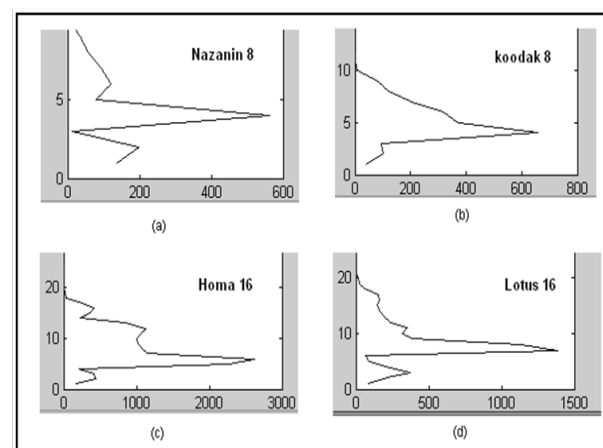 Nazanin 8
5
0
0 200 400 600
(a)
koodak 8
10
5
0
0 200 400 600 800
(b)
Homa 16
20
10
0
0 1000 2000 3000
(c)
Lotus 16
20
10
0
0 500 1000 1500
(d)